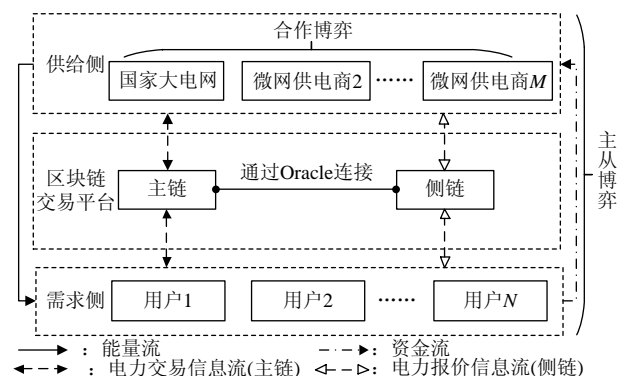 合作博弈
供给侧
国家大电网 微网供电商2 …… 微网供电商M
主从博弈
区块链
交易平台
主链 通过Oracle连接 侧链
需求侧 用户1 用户2 …… 用户N
：能量流 ：资金流
：电力交易信息流(主链) ：电力报价信息流(侧链)